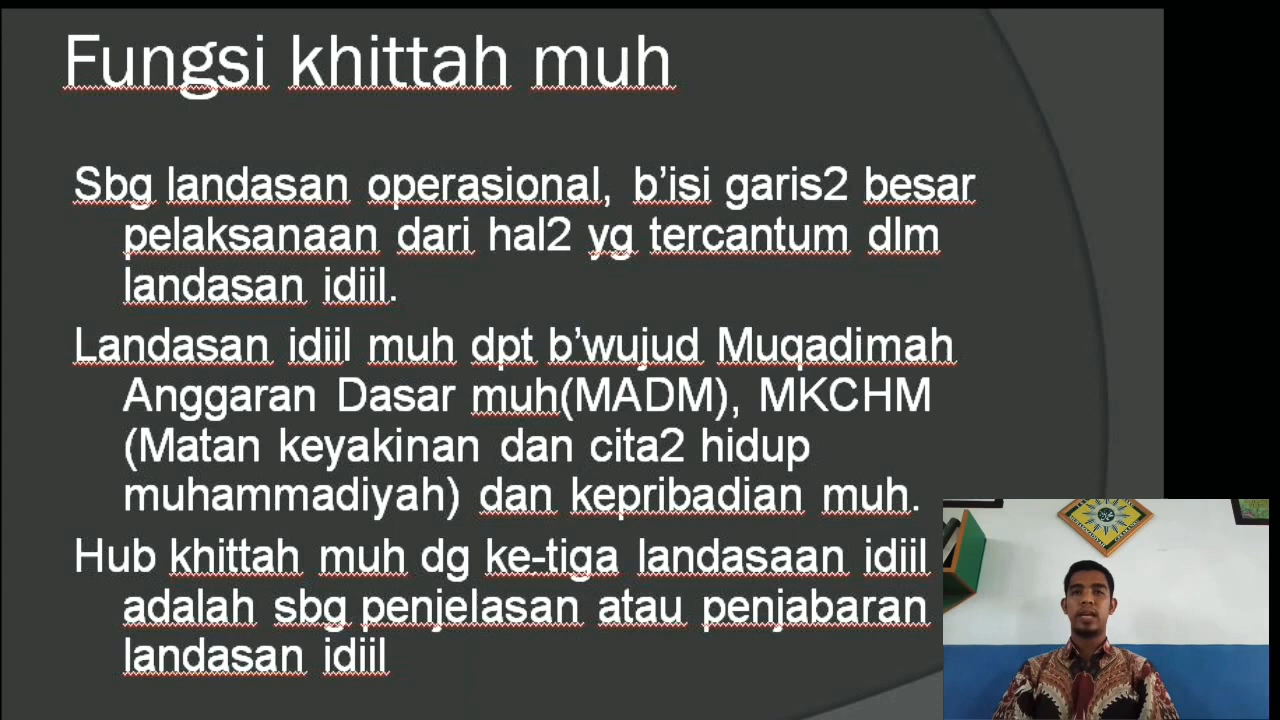 Fungsi khittah muh
Sbg landasan operasional, b’isi garis2 besar
pelaksanaan dari hal2 yg tercantum dlm
landasan idiil.
Landasan idiil muh dpt b’wujud Muqadimah
Anggaran Dasar muh(MADM), MKCHM
(Matan keyakinan dan cita2 hidup
muhammadiyah) dan kepribadian muh.
Hub khittah muh dg ke-tiga landasaan idiil
adalah sbg penjelasan atau penjabaran
landasan idiil